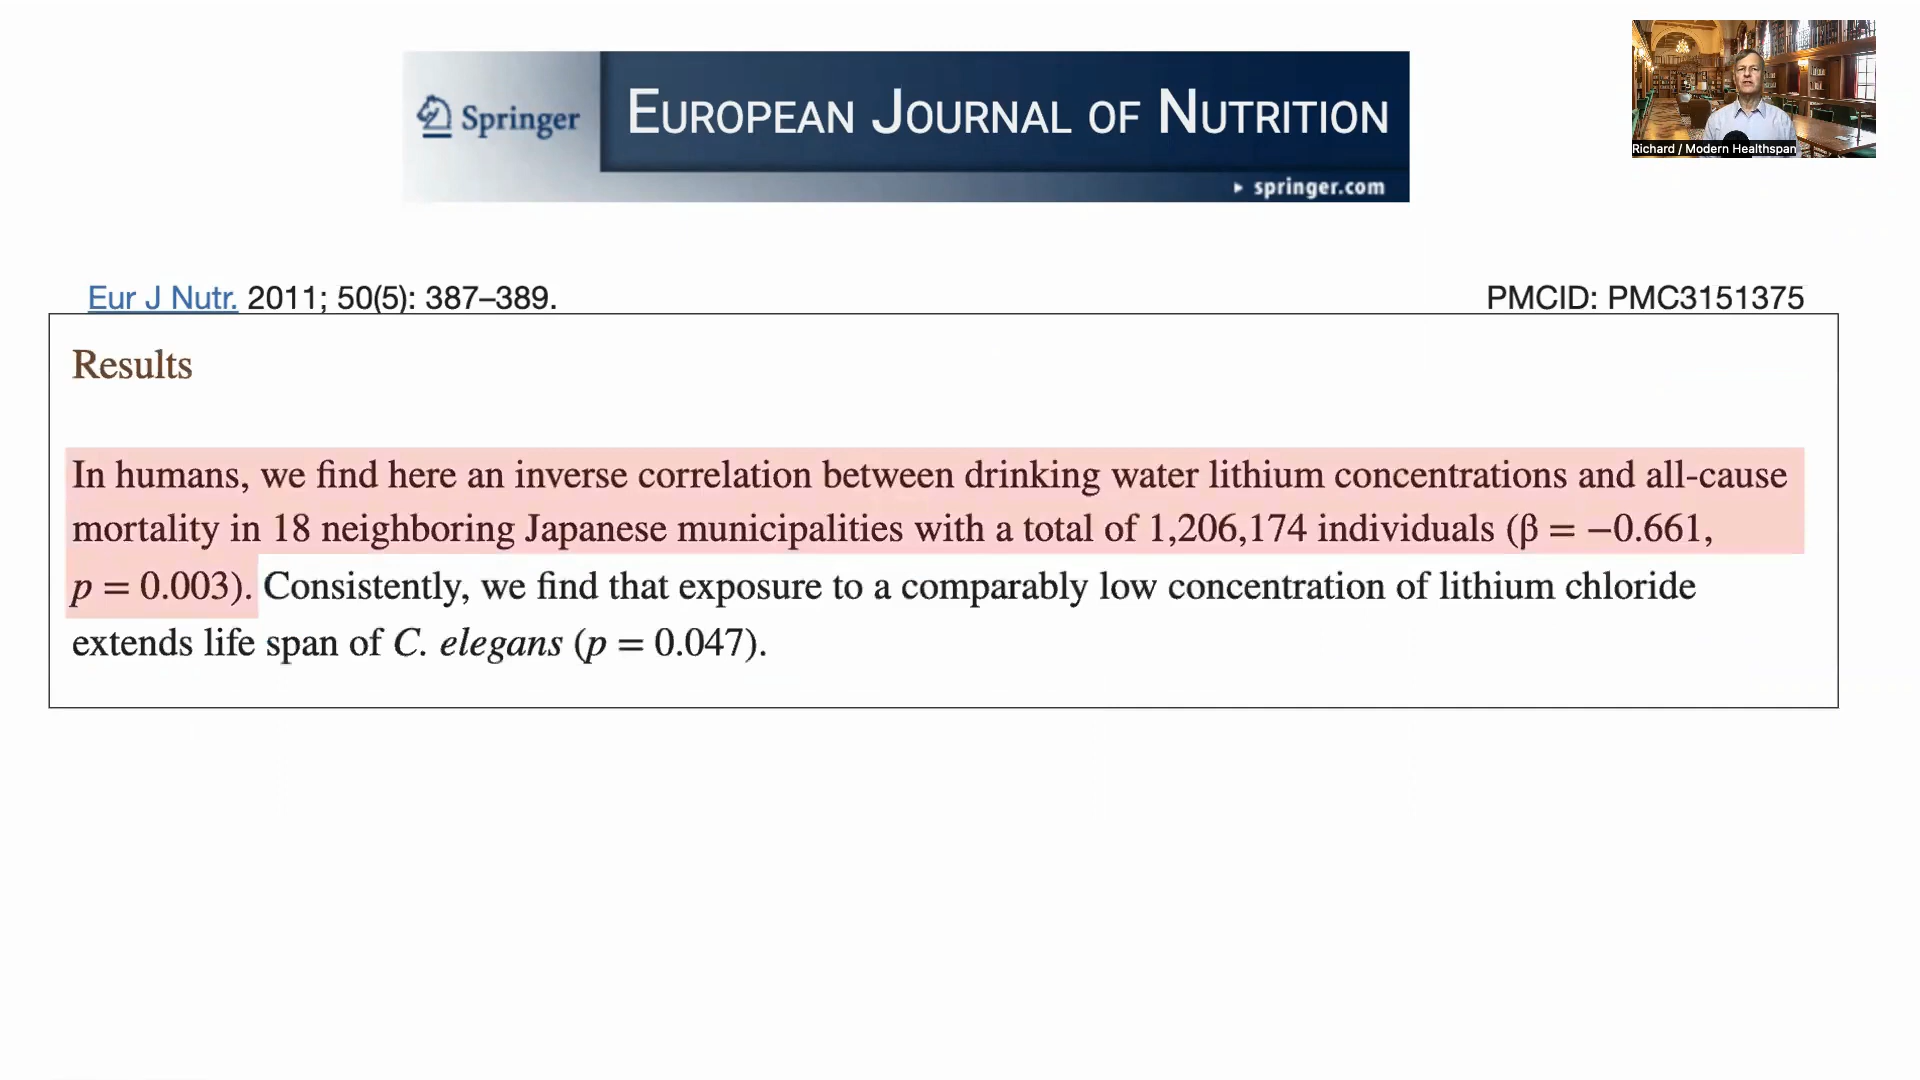 Springer
EUROPEAN JOURNAL OF NUTRITION
springer.com
Richard / Modern Healthspan
Eur J Nutr. 2011; 50(5): 387–389.
PMCID: PMC3151375
Results
In humans, we find here an inverse correlation between drinking water lithium concentrations and all-cause
mortality in 18 neighboring Japanese municipalities with a total of 1,206,174 individuals (β = −0.661,
p = 0.003). Consistently, we find that exposure to a comparably low concentration of lithium chloride
extends life span of C. elegans (p = 0.047).